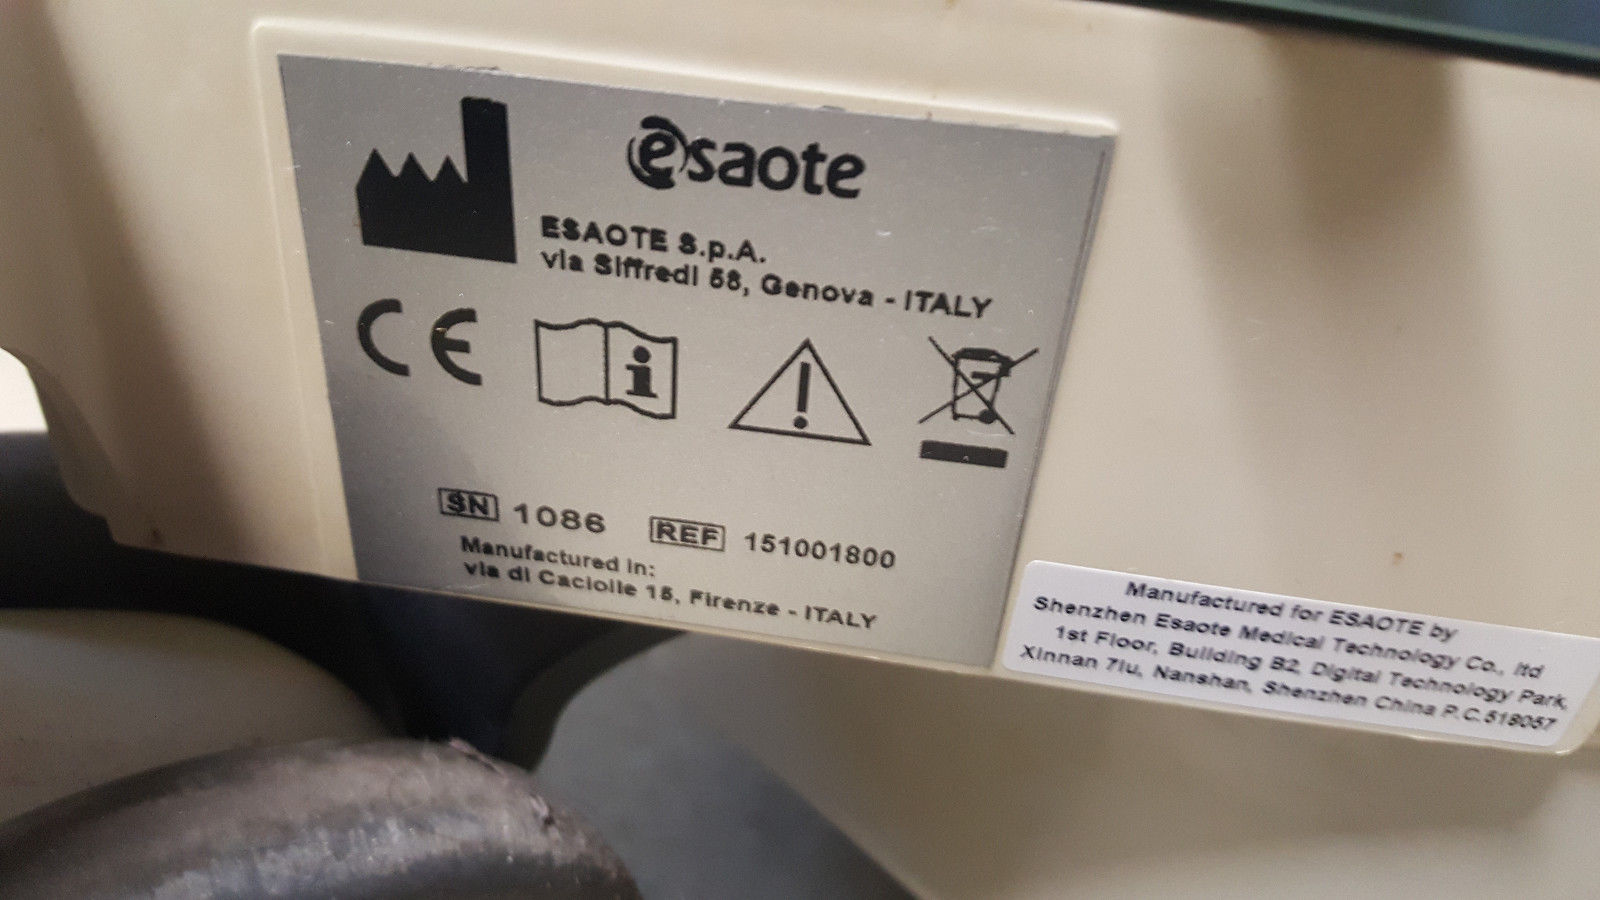 esaote
ESAOTE S.p.A.
via Siffredi 58, Genova - ITALY
CE
SN 1086 REF 151001800
Manufactured in:
via di Caciolle 15, Firenze - ITALY
Manufactured for ESAOTE by
Shenzhen Esaote Medical Technology Co., ltd
1st Floor, Building B2, Digital Technology Park,
Xinnan 7lu, Nanshan, Shenzhen China P.C.518057